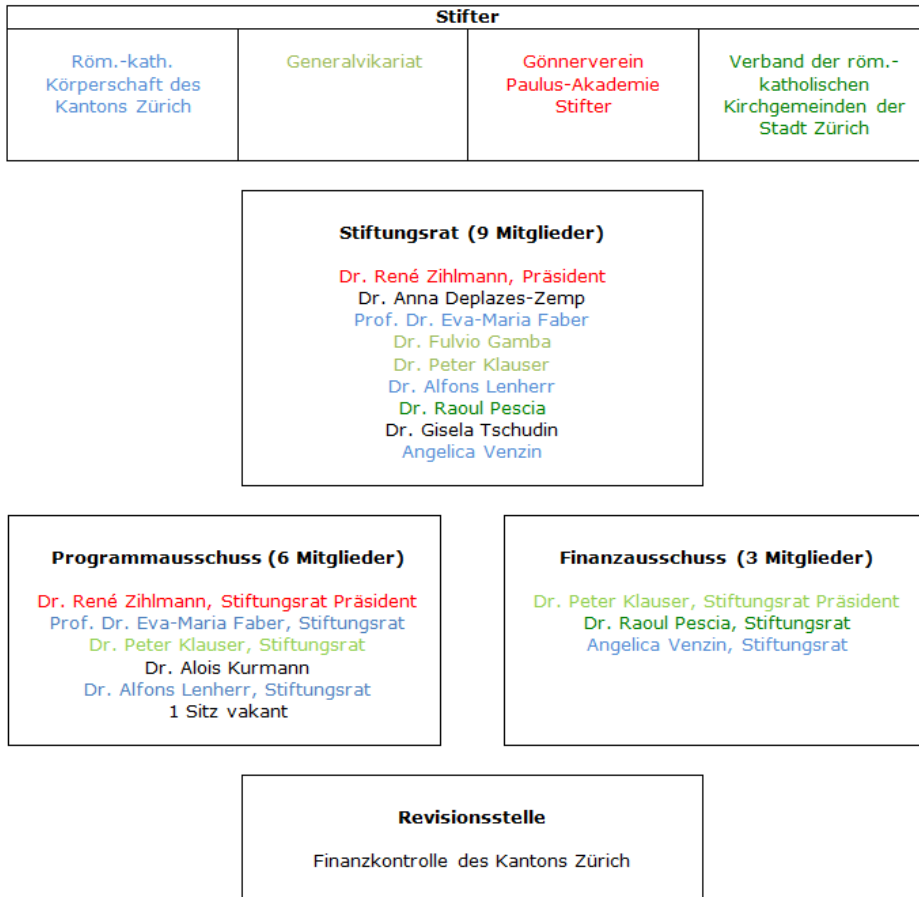 Stifter
Röm.-kath.
Körperschaft des
Kantons Zürich
Generalvikariat
Gönnerverein
Paulus-Akademie
Stifter
Verband der röm.-
katholischen
Kirchgemeinden der
Stadt Zürich
Stiftungsrat (9 Mitglieder)
Dr. René Zihlmann, Präsident
Dr. Anna Deplazes-Zemp
Prof. Dr. Eva-Maria Faber
Dr. Fulvio Gamba
Dr. Peter Klauser
Dr. Alfons Lenherr
Dr. Raoul Pescia
Dr. Gisela Tschudin
Angelica Venzin
Programmausschuss (6 Mitglieder)
Dr. René Zihlmann, Stiftungsrat Präsident
Prof. Dr. Eva-Maria Faber, Stiftungsrat
Dr. Peter Klauser, Stiftungsrat
Dr. Alois Kurmann
Dr. Alfons Lenherr, Stiftungsrat
1 Sitz vakant
Finanzausschuss (3 Mitglieder)
Dr. Peter Klauser, Stiftungsrat Präsident
Dr. Raoul Pescia, Stiftungsrat
Angelica Venzin, Stiftungsrat
Revisionsstelle
Finanzkontrolle des Kantons Zürich